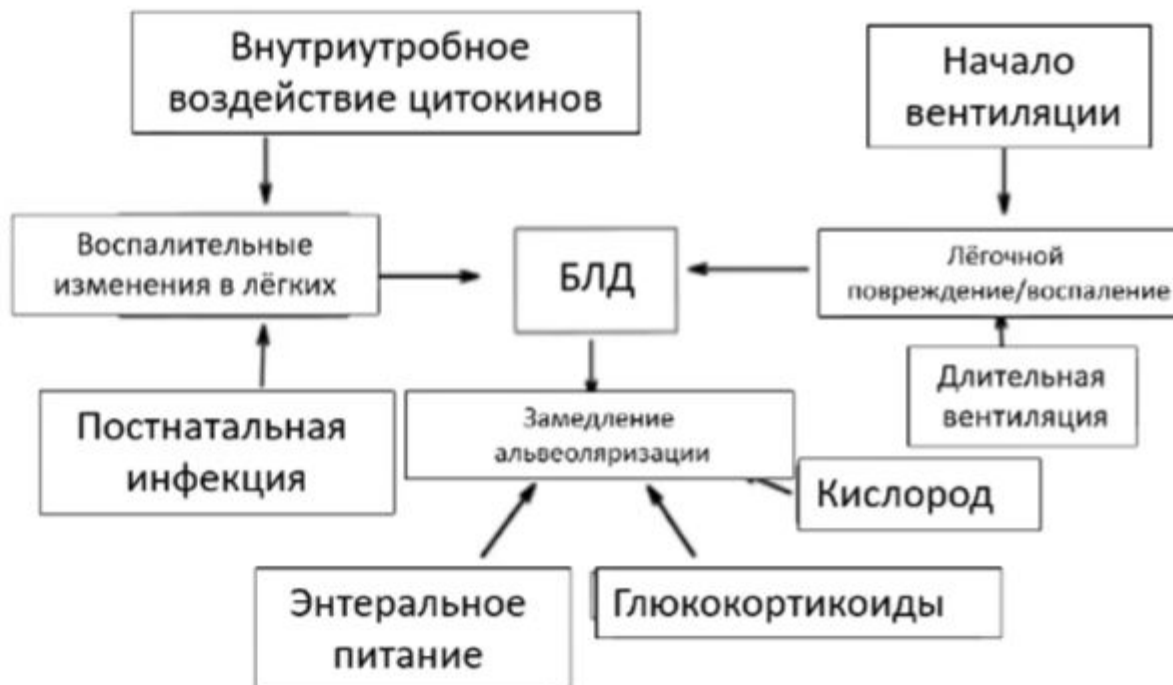 Внутриутробное
воздействие цитокинов
Начало
вентиляции
Воспалительные
изменения в лёгких
БЛД
Лёгочной
повреждение/воспаление
Длительная
вентиляция
Постнатальная
инфекция
Замедление
альвеоляризации
Кислород
Энтеральное
питание
Глюкокортикоиды